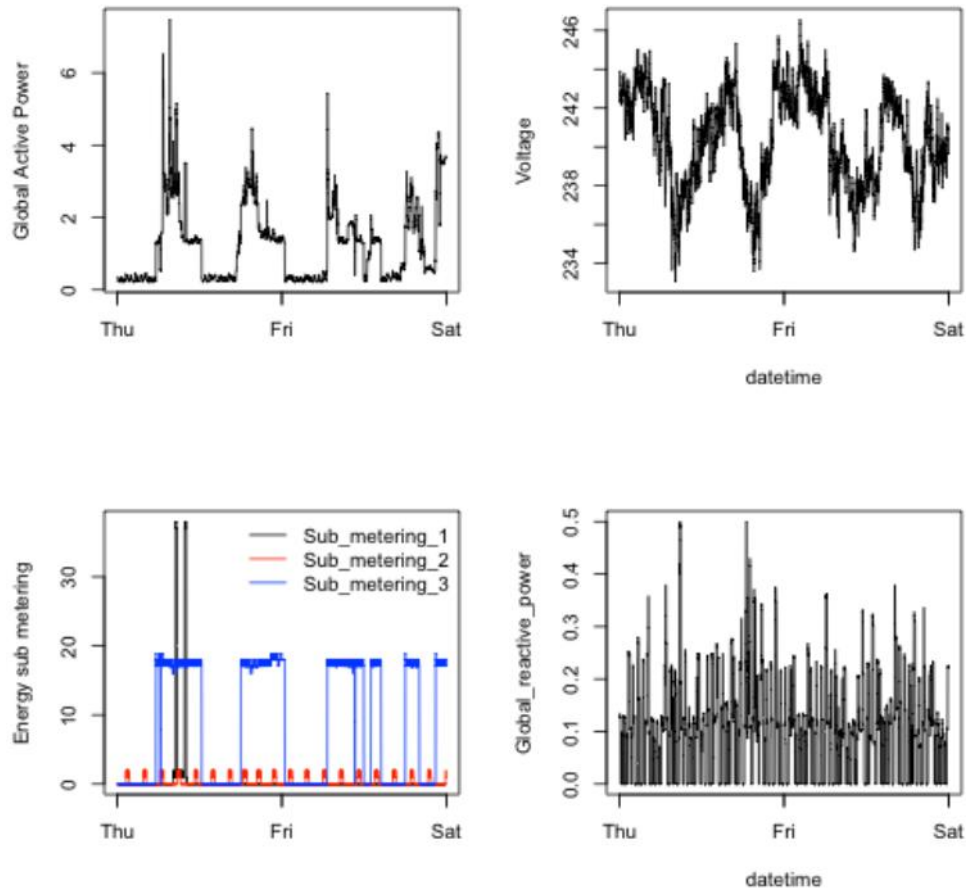 Global Active Power
6
4
2
0
Thu Fri Sat
Voltage
246
242
238
234
Thu Fri Sat
datetime
Energy sub metering
30
20
10
0
Sub_metering_1
Sub_metering_2
Sub_metering_3
Thu Fri Sat
Global_reactive_power
0.5
0.4
0.3
0.2
0.1
0.0
Thu Fri Sat
datetime